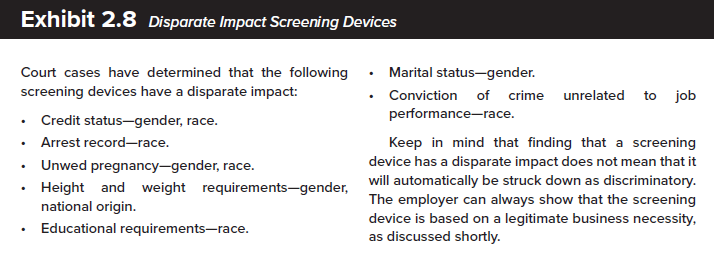 Exhibit 2.8 Disparate Impact Screening Devices
Court cases have determined that the following
screening devices have a disparate impact:
• Credit status—gender, race.
• Arrest record—race.
• Unwed pregnancy—gender, race.
• Height and weight requirements—gender,
national origin.
• Educational requirements—race.
• Marital status—gender.
• Conviction of crime unrelated to job
performance—race.
Keep in mind that finding that a screening
device has a disparate impact does not mean that it
will automatically be struck down as discriminatory.
The employer can always show that the screening
device is based on a legitimate business necessity,
as discussed shortly.